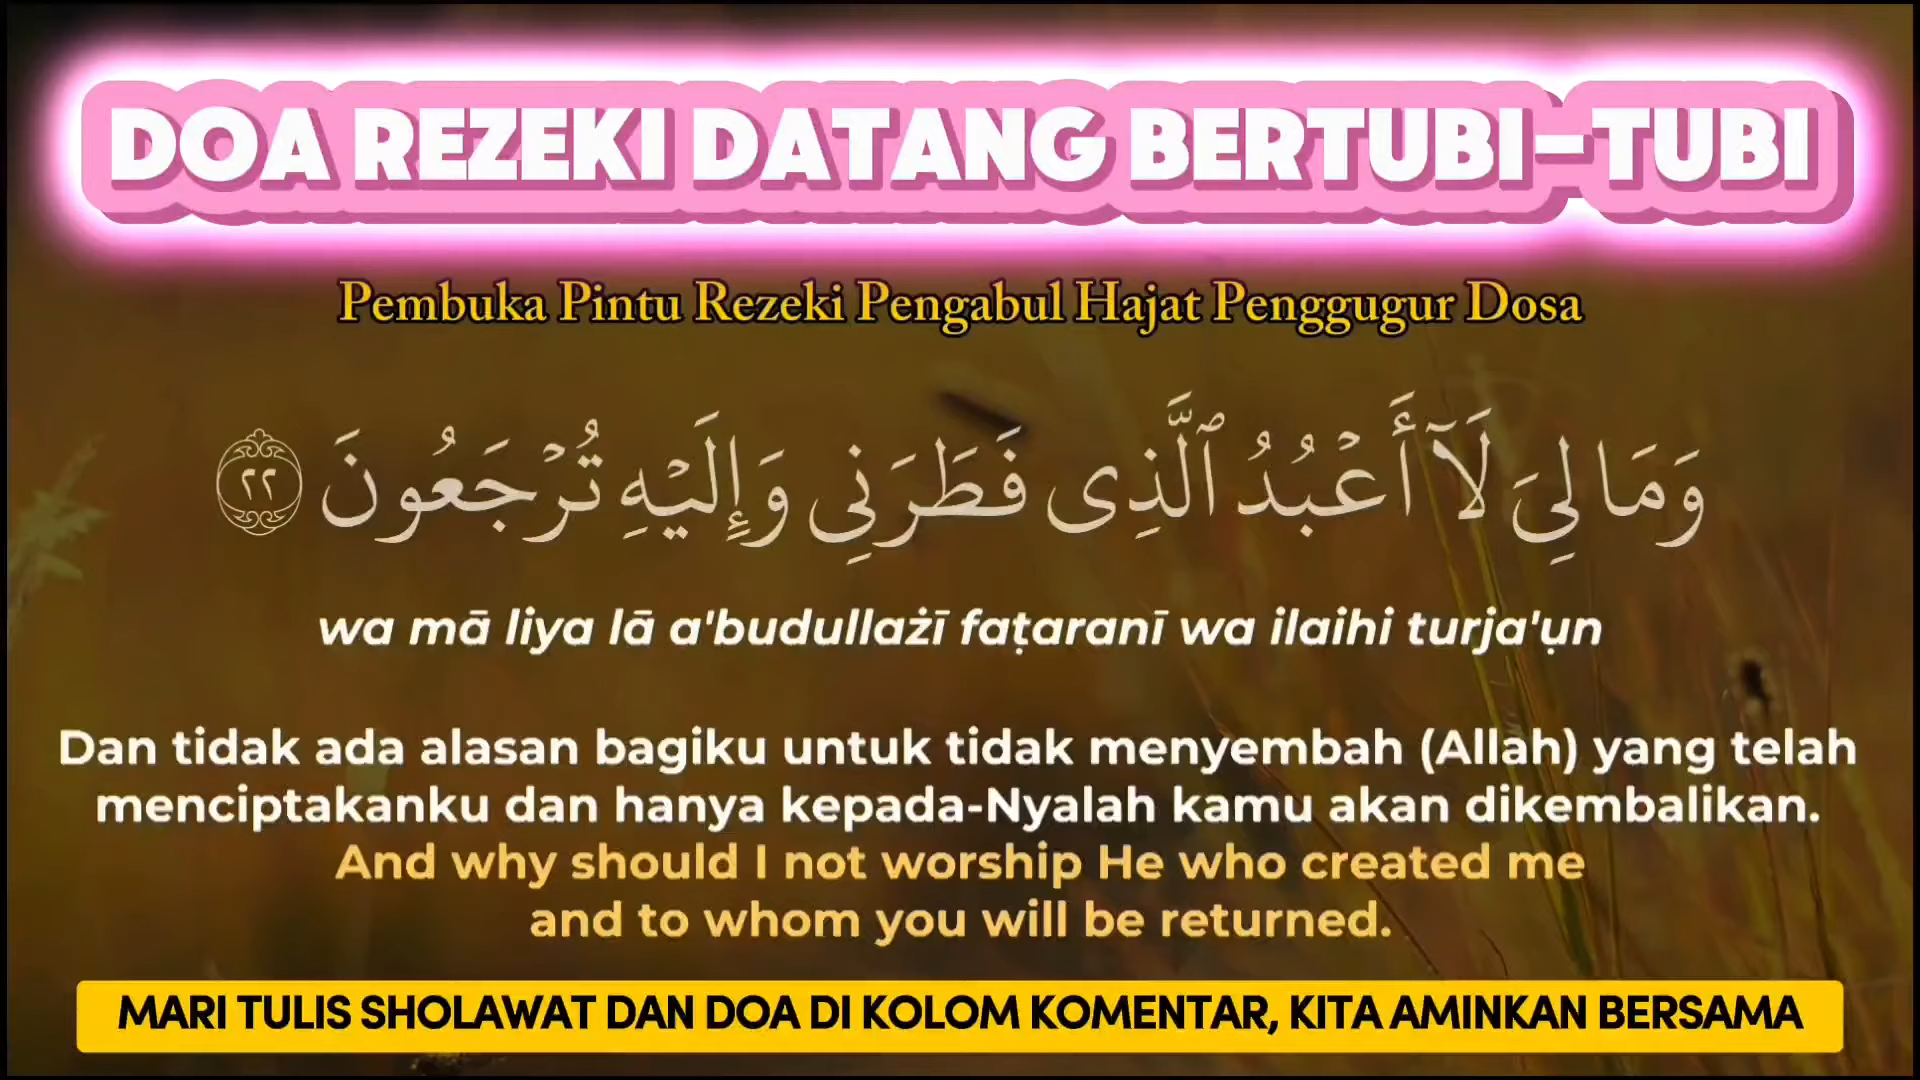 DOA REZEKI DATANG BERTUBI-TUBI
Pembuka Pintu Rezeki Pengabul Hajat Penggugur Dosa
وَمَا لِىَ لَآ أَعْبُدُ ٱلَّذِى فَطَرَنِى وَإِلَيْهِ تُرْجَعُونَ ٢٢
wa mā liya lā a'budullażī faṭaranī wa ilaihi turja'ụn
Dan tidak ada alasan bagiku untuk tidak menyembah (Allah) yang telah
menciptakanku dan hanya kepada-Nyalah kamu akan dikembalikan.
And why should I not worship He who created me
and to whom you will be returned.
MARI TULIS SHOLAWAT DAN DOA DI KOLOM KOMENTAR, KITA AMINKAN BERSAMA